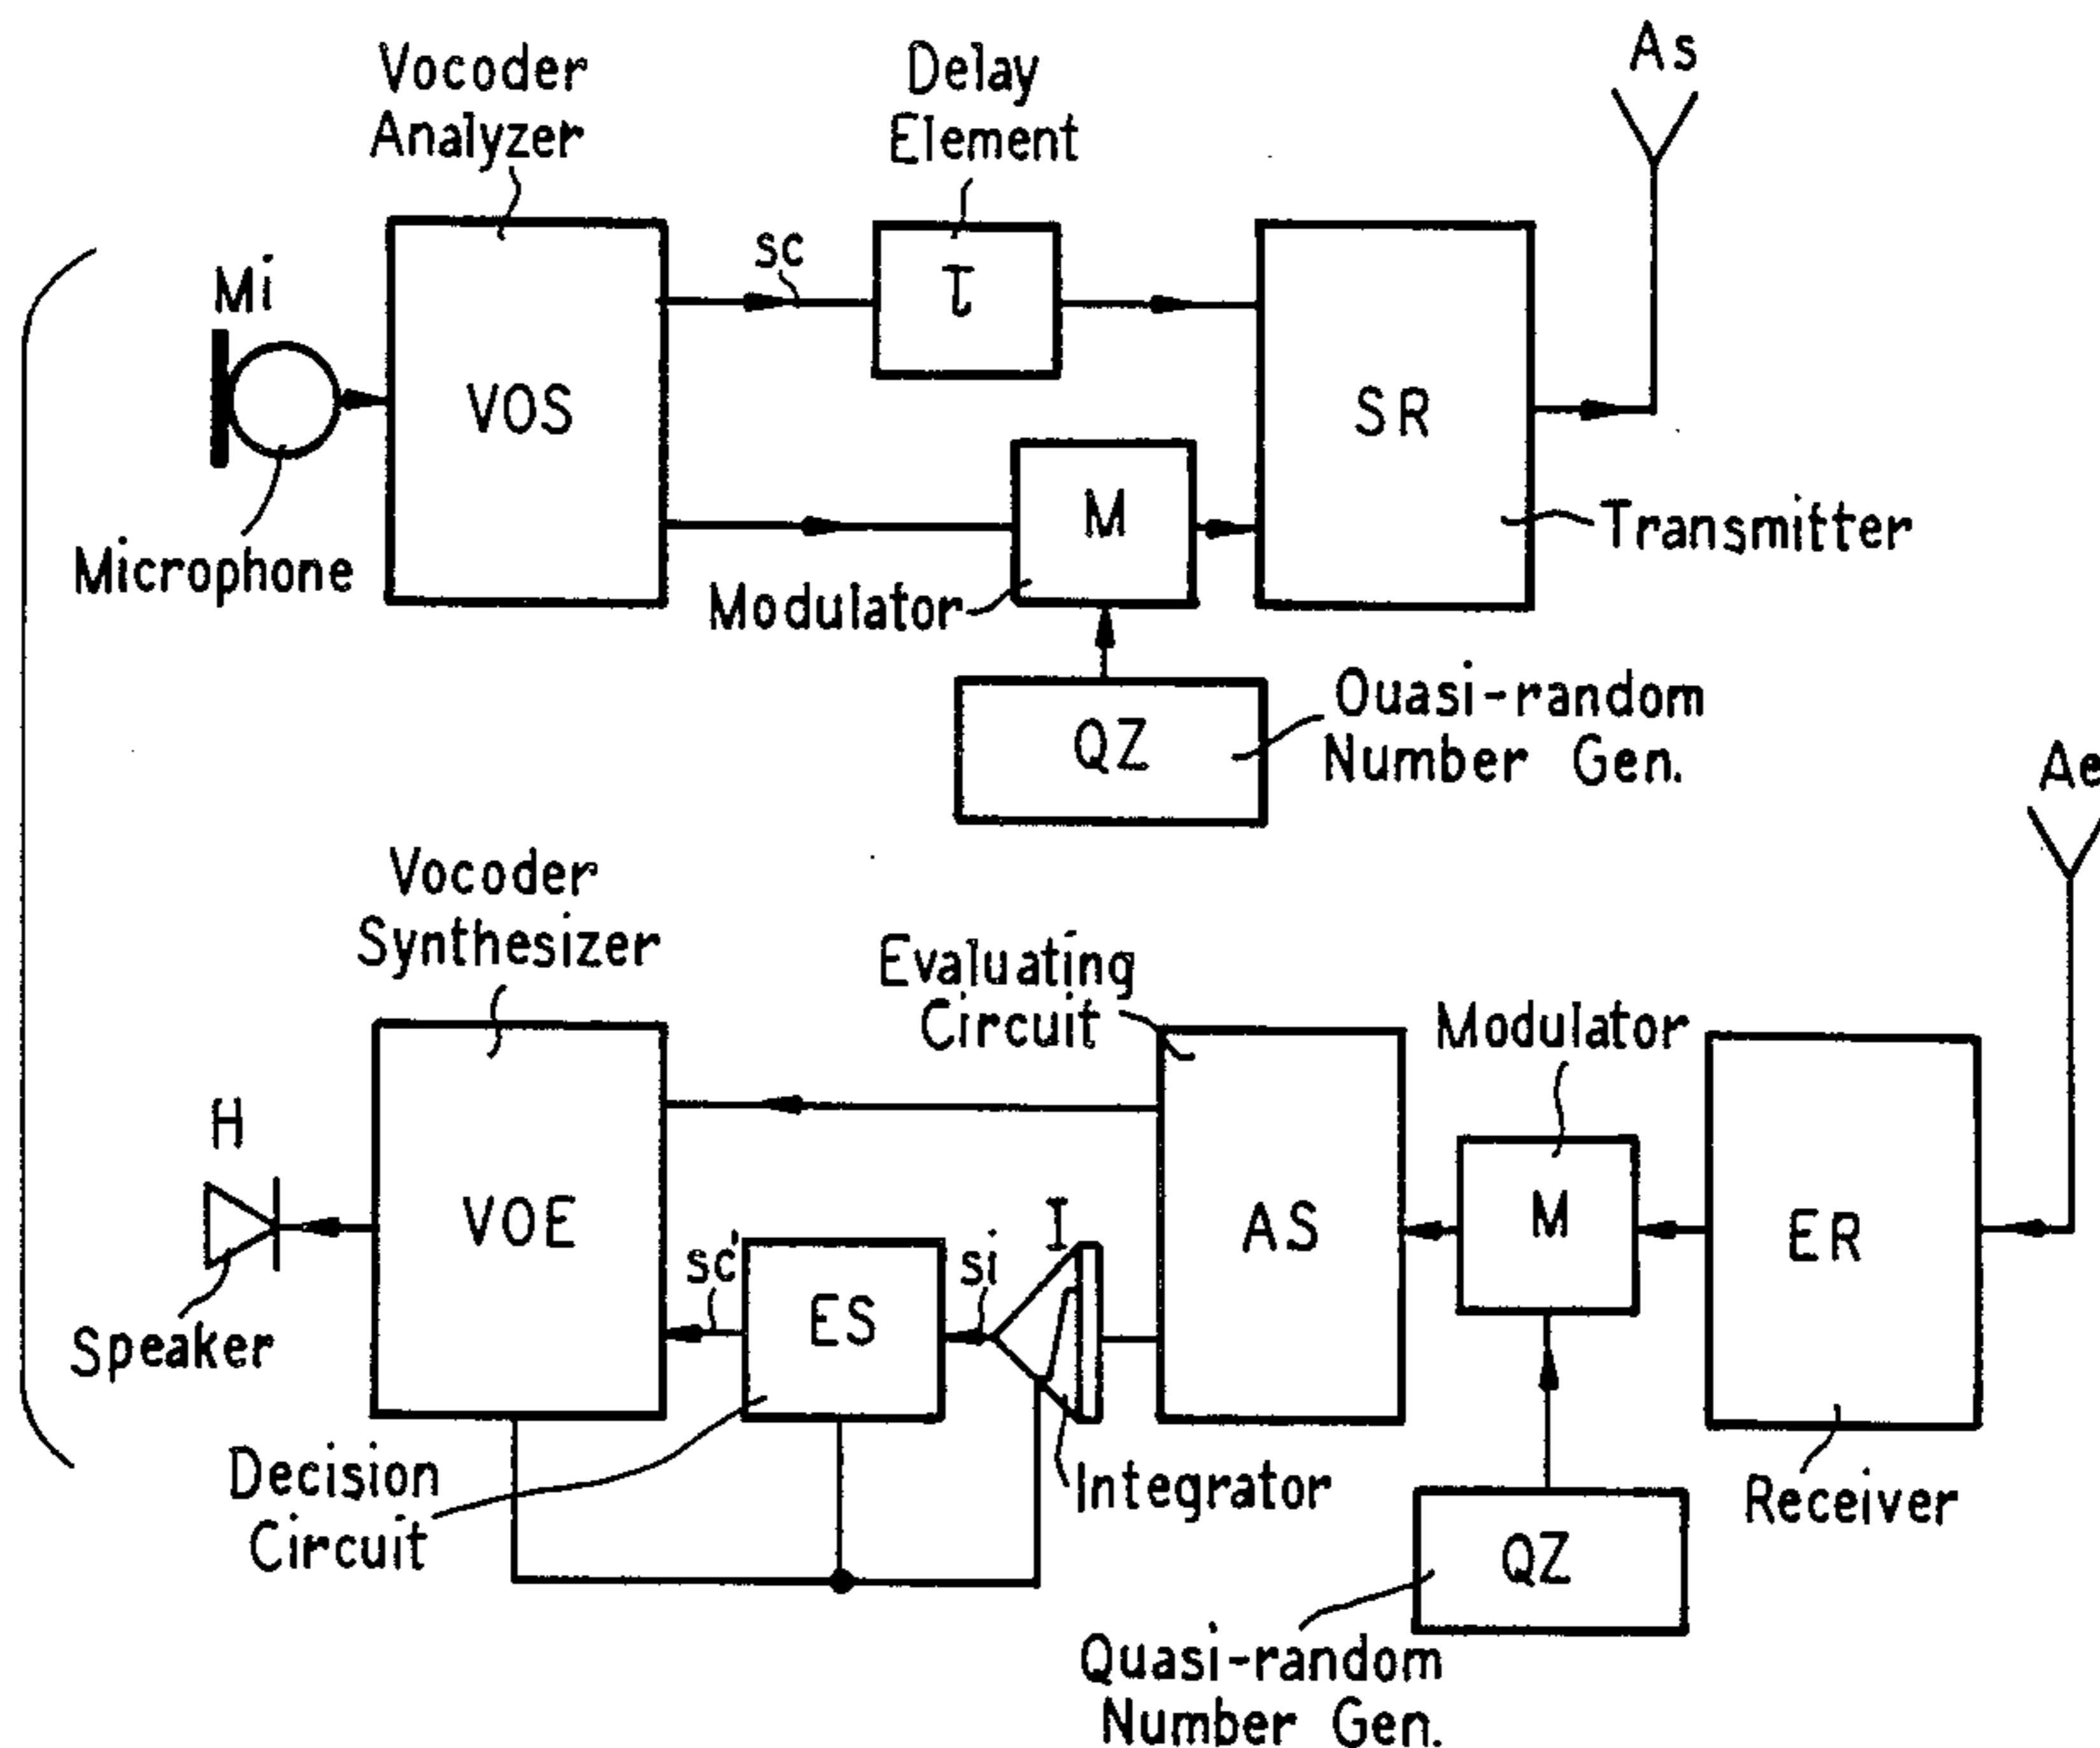 Vocoder
Analyzer
Delay
Element
As
Mi
sc
τ
VOS
SR
M
Microphone
Modulator
Transmitter
QZ
Ouasi-random
Number Gen.
Ae
Vocoder
Synthesizer
Evaluating
Circuit
Modulator
H
VOE
sc'
ES
si
I
AS
M
ER
Speaker
Decision
Circuit
Integrator
Receiver
QZ
Quasi-random
Number Gen.